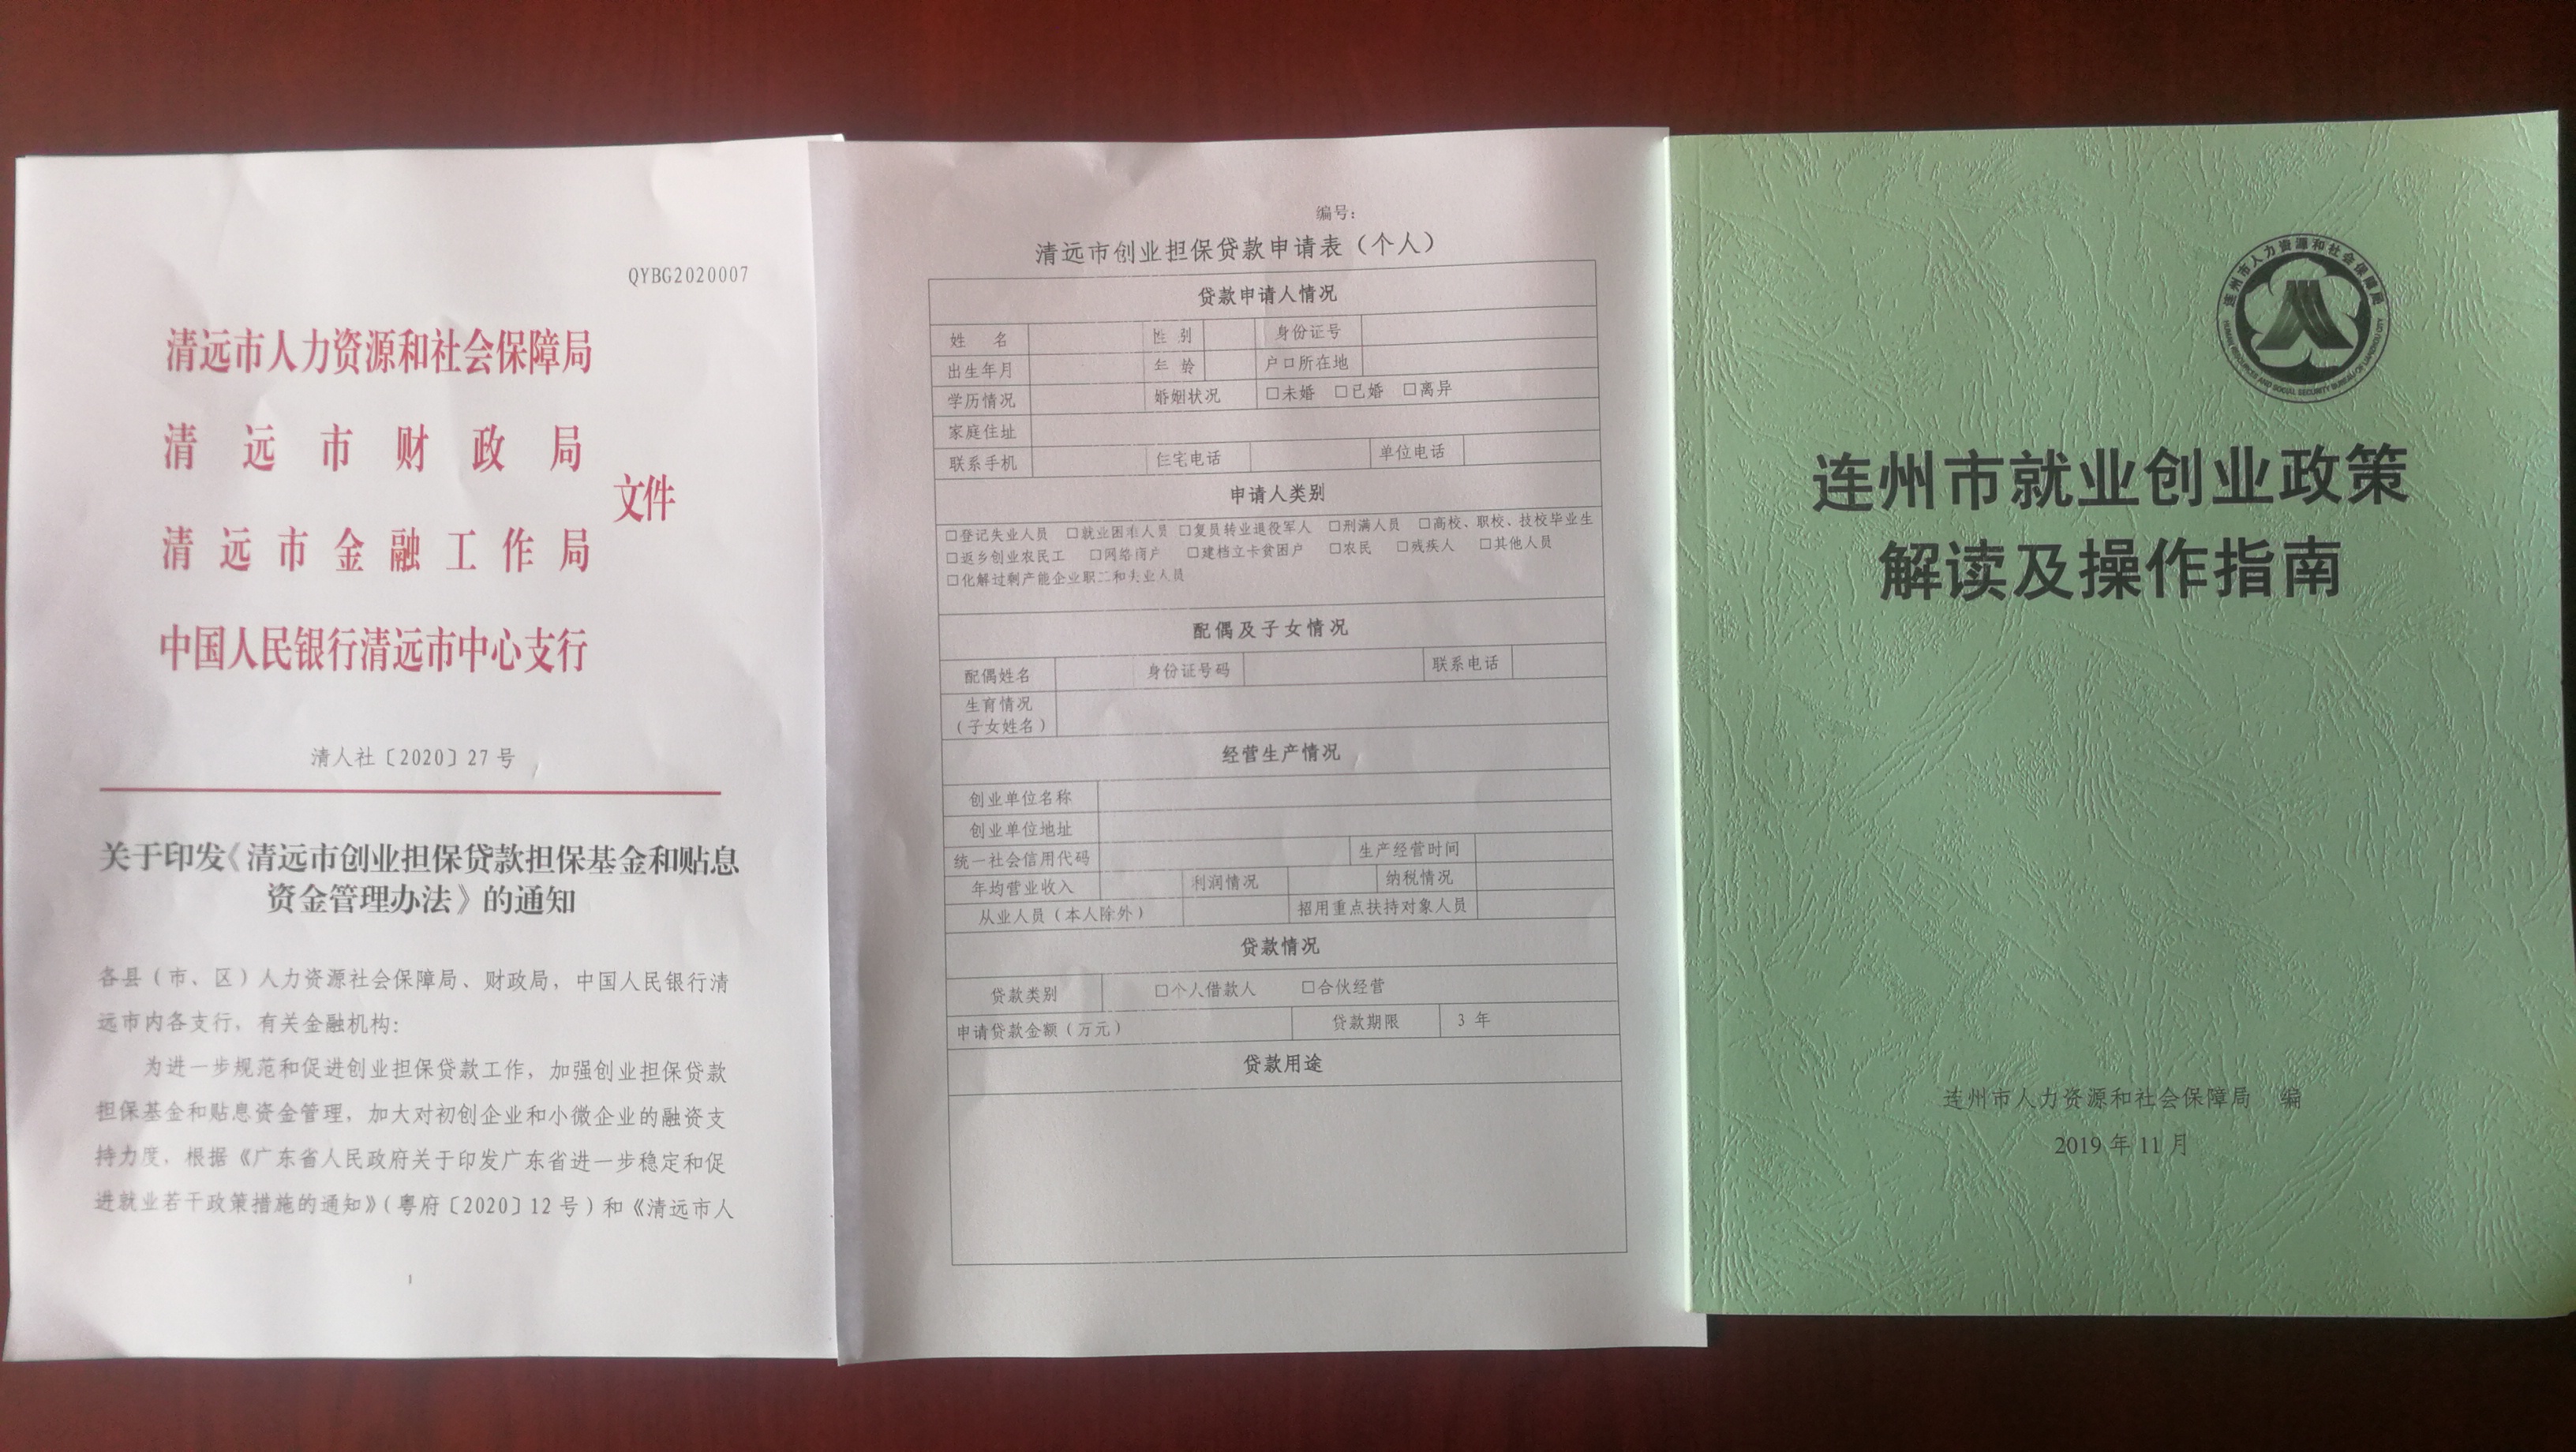 QYBG2020007
清远市人力资源和社会保障局
清远市财政局
文件
清远市金融工作局
中国人民银行清远市中心支行
清人社〔2020〕27号
关于印发《清远市创业担保贷款担保基金和贴息
资金管理办法》的通知
各县(市、区)人力资源社会保障局、财政局,中国人民银行清
远市内各支行,有关金融机构:
为进一步规范和促进创业担保贷款工作,加强创业担保贷款
担保基金和贴息资金管理,加大对初创企业和小微企业的融资支
持力度,根据《广东省人民政府关于印发广东省进一步稳定和促
进就业若干政策措施的通知》(粤府〔2020〕12号)和《清远市人
1
编号:
清远市创业担保贷款申请表(个人)
贷款申请人情况
姓 名 性 别 身份证号
出生年月 年 龄 户口所在地
学历情况 婚姻状况 □未婚 □已婚 □离异
家庭住址
联系手机 住宅电话 单位电话
申请人类别
□登记失业人员 □就业困难人员 □复员转业退役军人 □刑满人员 □高校、职校、技校毕业生
□返乡创业农民工 □网络商户 □建档立卡贫困户 □农民 □残疾人 □其他人员
□化解过剩产能企业职工和失业人员
配偶及子女情况
配偶姓名 身份证号码 联系电话
生育情况
(子女姓名)
经营生产情况
创业单位名称
创业单位地址
统一社会信用代码 生产经营时间
年均营业收入 利润情况 纳税情况
从业人员(本人除外) 招用重点扶持对象人员
贷款情况
贷款类别 □个人借款人 □合伙经营
申请贷款金额(万元) 贷款期限 3 年
贷款用途
连州市人力资源和社会保障局
HUMAN RESOURCES AND SOCIAL SECURITY BUREAU OF LIANZHOU CITY
连州市就业创业政策
解读及操作指南
连州市人力资源和社会保障局 编
2019年11月